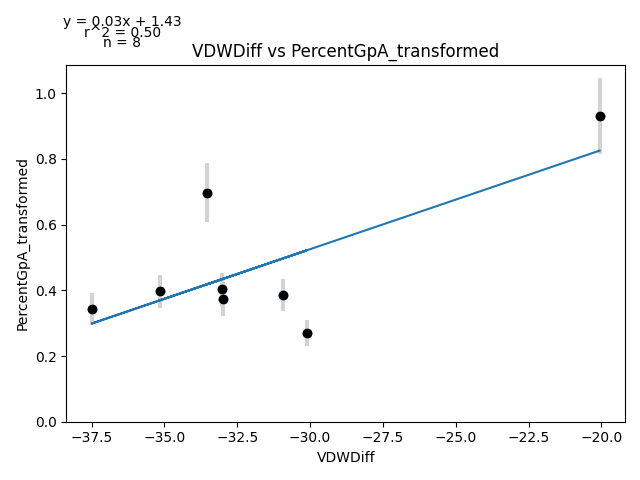 y = 0.03x + 1.43
r^2 = 0.50
n = 8
VDWDiff vs PercentGpA_transformed
PercentGpA_transformed
1.0
0.8
0.6
0.4
0.2
0.0
−37.5 −35.0 −32.5 −30.0 −27.5 −25.0 −22.5 −20.0
VDWDiff